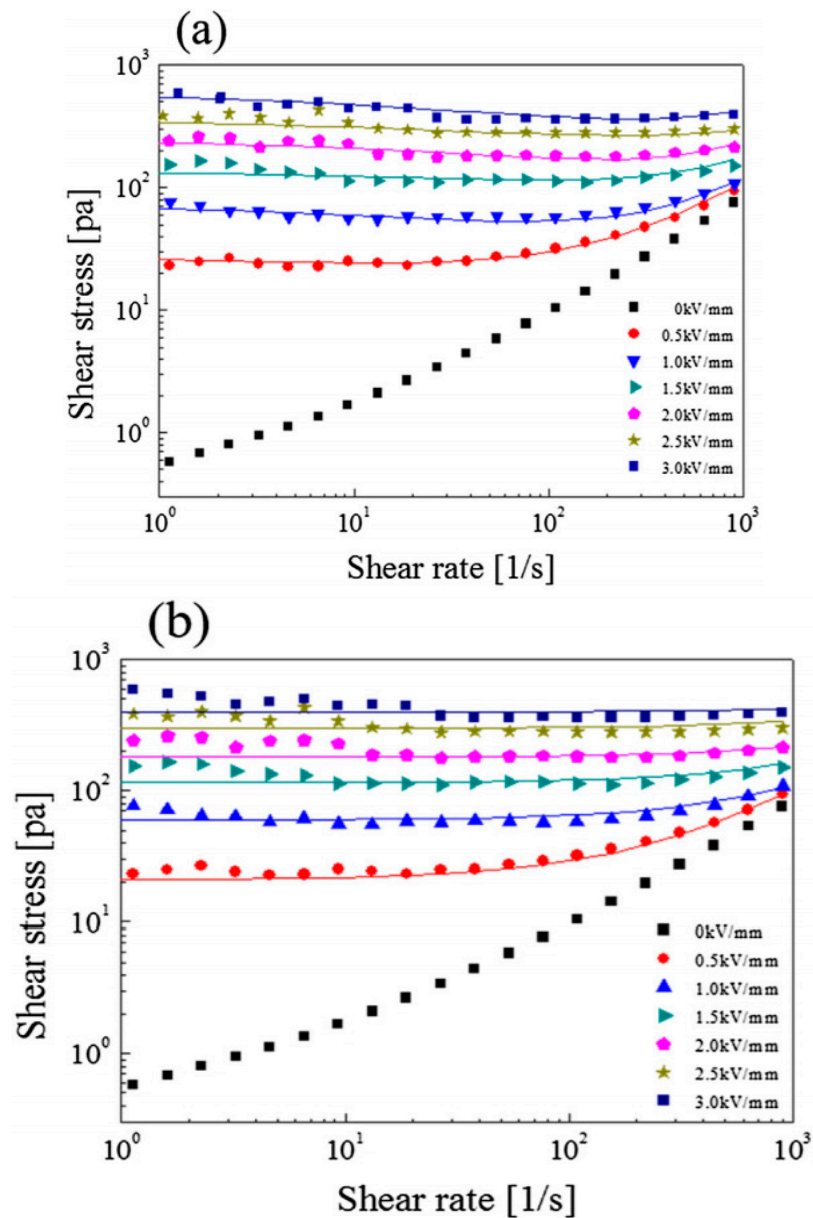 (a)
10³
10²
10¹
10⁰
Shear stress [pa]
0kV/mm
0.5kV/mm
1.0kV/mm
1.5kV/mm
2.0kV/mm
2.5kV/mm
3.0kV/mm
10⁰ 10¹ 10² 10³
Shear rate [1/s]
(b)
10³
10²
10¹
10⁰
Shear stress [pa]
0kV/mm
0.5kV/mm
1.0kV/mm
1.5kV/mm
2.0kV/mm
2.5kV/mm
3.0kV/mm
10⁰ 10¹ 10² 10³
Shear rate [1/s]